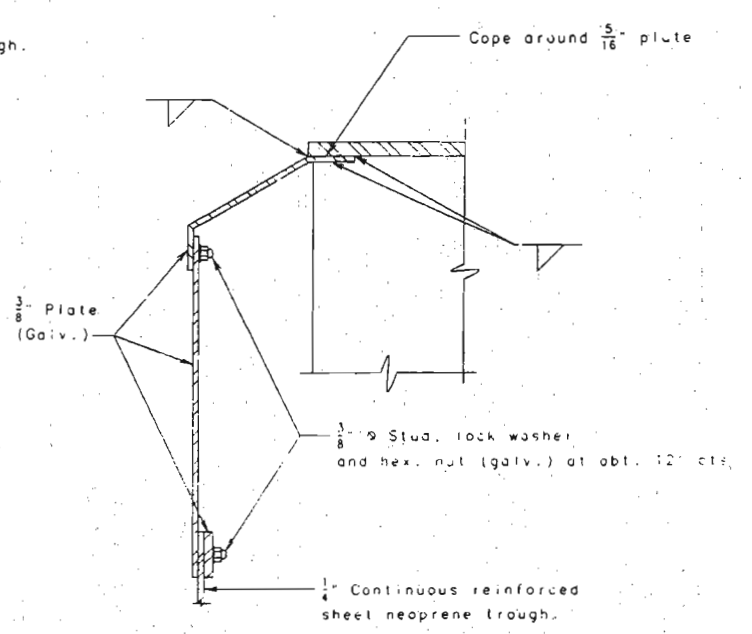 gh.
Cope around 5/16" plate
3/8" Plate
(Galv.)
3/8" ⌀ Stud, lock washer
and hex. nut (galv.) at abt. 12" cts.
1/4" Continuous reinforced
sheet neoprene trough.